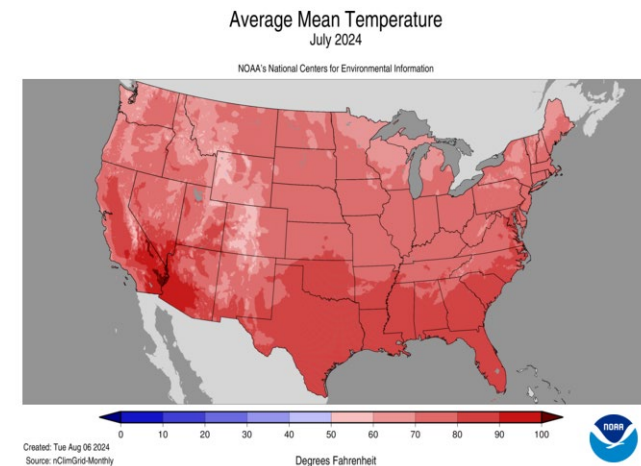 Average Mean Temperature
July 2024
NOAA's National Centers for Environmental Information
0 10 20 30 40 50 60 70 80 90 100
Created: Tue Aug 06 2024
Source: nClimGrid-Monthly
Degrees Fahrenheit
NOAA